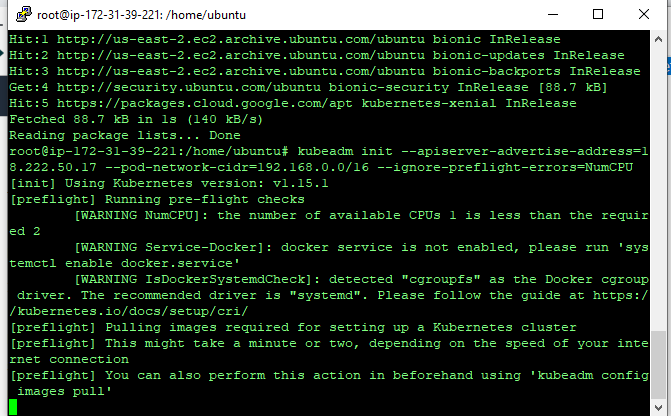 root@ip-172-31-39-221: /home/ubuntu
Hit:1 http://us-east-2.ec2.archive.ubuntu.com/ubuntu bionic InRelease
Hit:2 http://us-east-2.ec2.archive.ubuntu.com/ubuntu bionic-updates InRelease
Hit:3 http://us-east-2.ec2.archive.ubuntu.com/ubuntu bionic-backports InRelease
Get:4 http://security.ubuntu.com/ubuntu bionic-security InRelease [88.7 kB]
Hit:5 https://packages.cloud.google.com/apt kubernetes-xenial InRelease
Fetched 88.7 kB in 1s (140 kB/s)
Reading package lists... Done
root@ip-172-31-39-221:/home/ubuntu# kubeadm init --apiserver-advertise-address=1
8.222.50.17 --pod-network-cidr=192.168.0.0/16 --ignore-preflight-errors=NumCPU
[init] Using Kubernetes version: v1.15.1
[preflight] Running pre-flight checks
[WARNING NumCPU]: the number of available CPUs 1 is less than the requir
ed 2
[WARNING Service-Docker]: docker service is not enabled, please run 'sys
temctl enable docker.service'
[WARNING IsDockerSystemdCheck]: detected "cgroupfs" as the Docker cgroup
driver. The recommended driver is "systemd". Please follow the guide at https:/
/kubernetes.io/docs/setup/cri/
[preflight] Pulling images required for setting up a Kubernetes cluster
[preflight] This might take a minute or two, depending on the speed of your inte
rnet connection
[preflight] You can also perform this action in beforehand using 'kubeadm config
images pull'